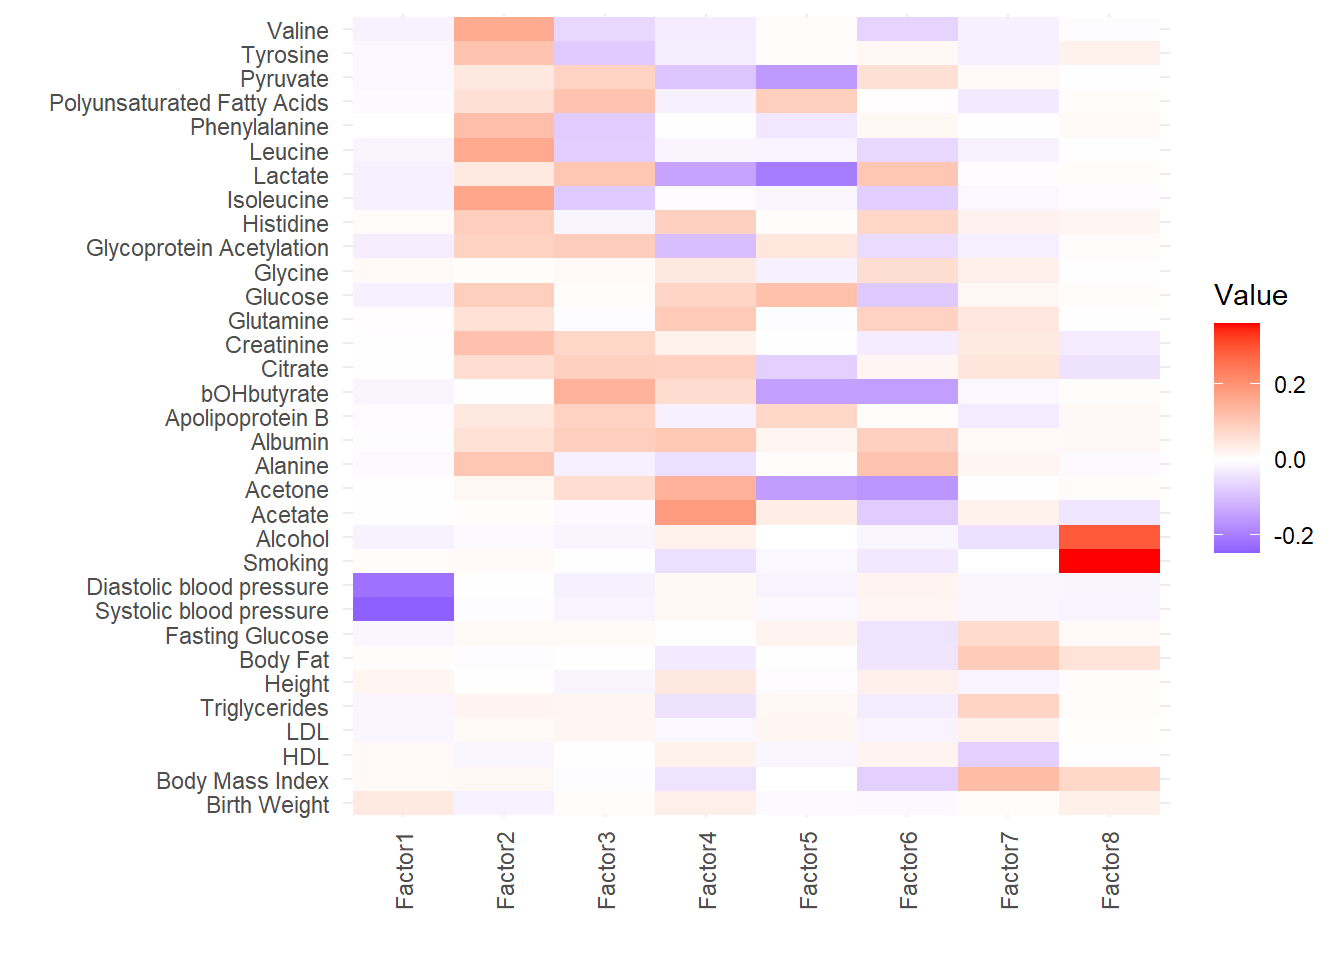 Valine
Tyrosine
Pyruvate
Polyunsaturated Fatty Acids
Phenylalanine
Leucine
Lactate
Isoleucine
Histidine
Glycoprotein Acetylation
Glycine
Glucose
Glutamine
Creatinine
Citrate
bOHbutyrate
Apolipoprotein B
Albumin
Alanine
Acetone
Acetate
Alcohol
Smoking
Diastolic blood pressure
Systolic blood pressure
Fasting Glucose
Body Fat
Height
Triglycerides
LDL
HDL
Body Mass Index
Birth Weight
Factor1
Factor2
Factor3
Factor4
Factor5
Factor6
Factor7
Factor8
Value
0.2
0.0
-0.2